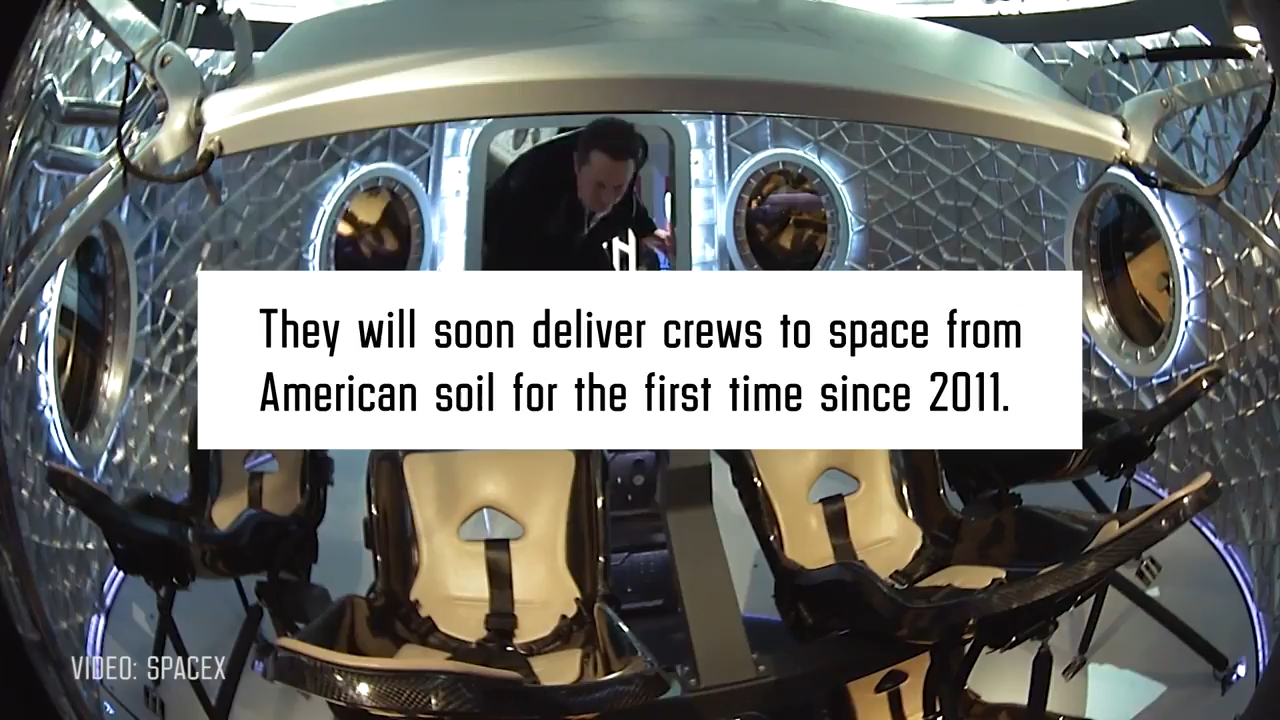 They will soon deliver crews to space from
American soil for the first time since 2011.
VIDEO: SPACEX